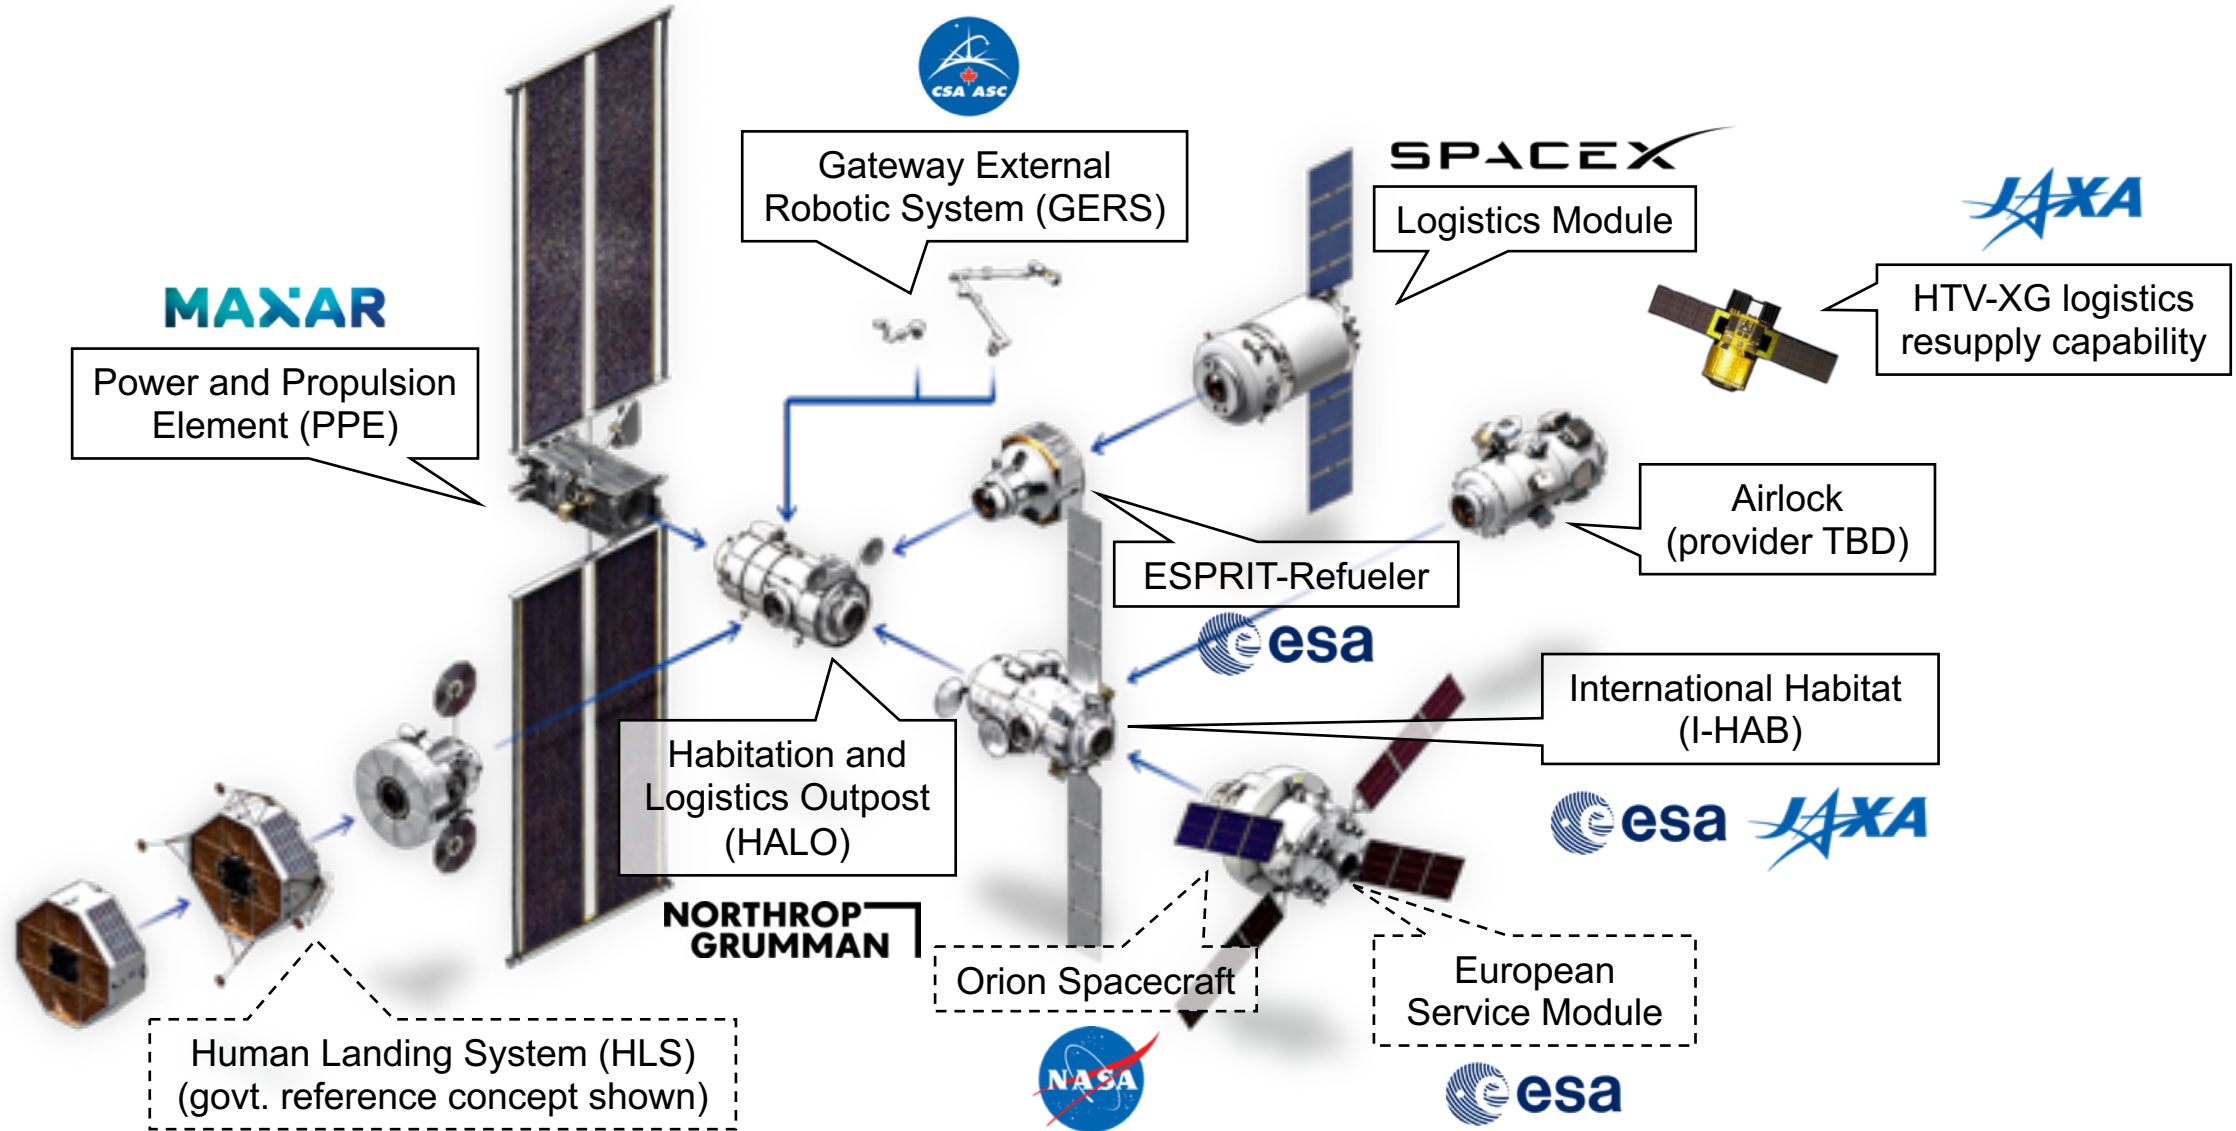 CSA ASC
Gateway External
Robotic System (GERS)
SPACEX
Logistics Module
JAXA
HTV-XG logistics
resupply capability
MAXAR
Power and Propulsion
Element (PPE)
Airlock
(provider TBD)
ESPRIT-Refueler
esa
International Habitat
(I-HAB)
esa
JAXA
Habitation and
Logistics Outpost
(HALO)
NORTHROP
GRUMMAN
Orion Spacecraft
NASA
European
Service Module
esa
Human Landing System (HLS)
(govt. reference concept shown)